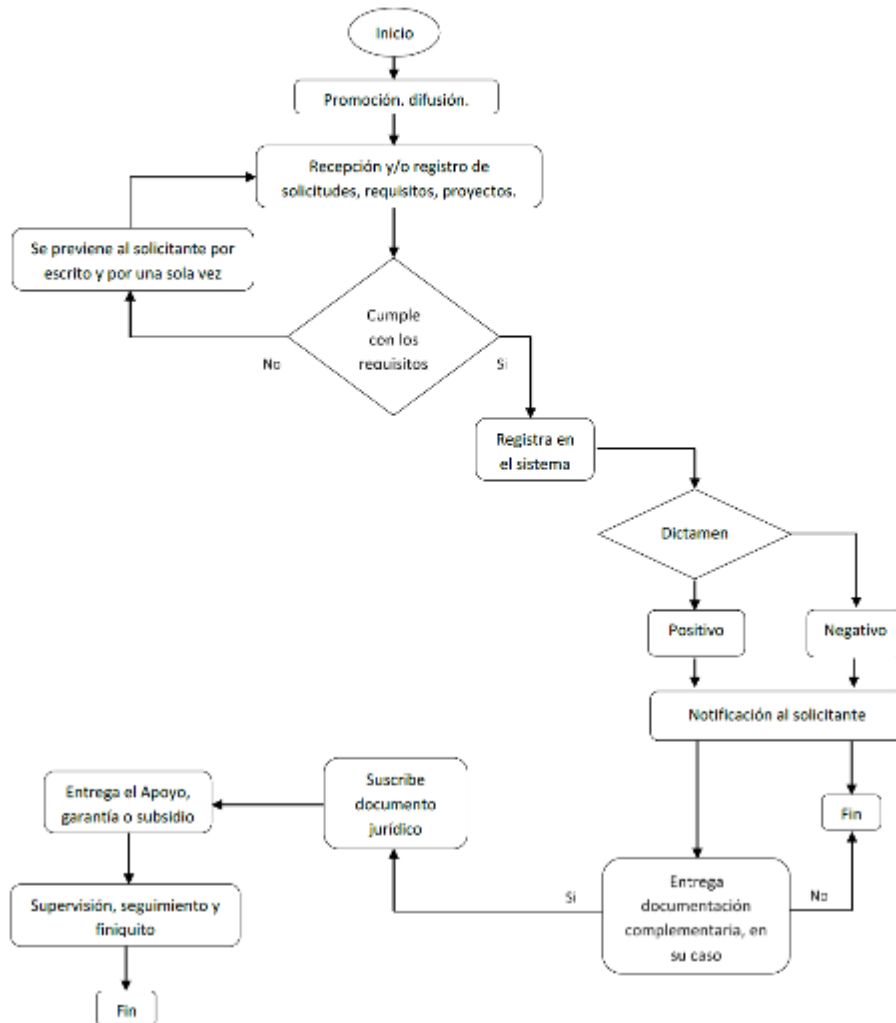 Inicio
Promoción. difusión.
Recepción y/o registro de
solicitudes, requisitos, proyectos.
Se previene al solicitante por
escrito y por una sola vez
Cumple
con los
requisitos
No
Si
Registra en
el sistema
Dictamen
Positivo
Negativo
Notificación al solicitante
Fin
Entrega
documentación
complementaria, en
su caso
Si
No
Suscribe
documento
jurídico
Entrega el Apoyo,
garantía o subsidio
Supervisión, seguimiento y
finiquito
Fin